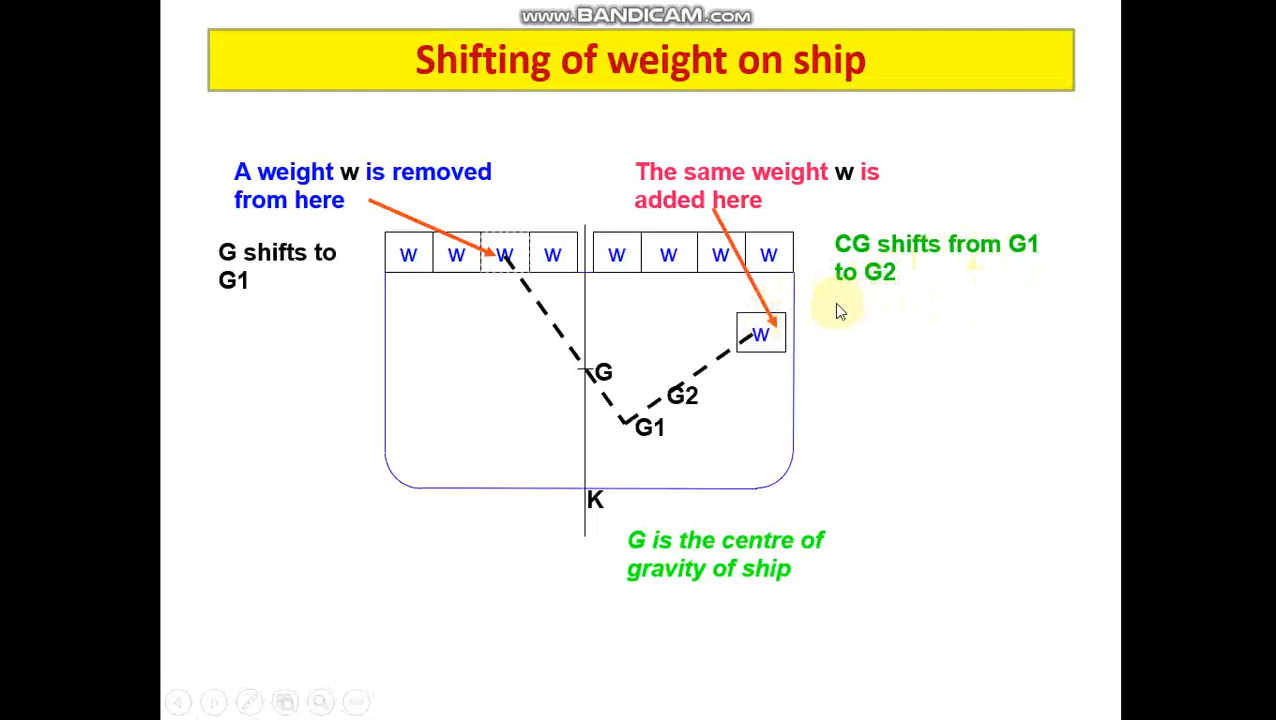 www.BANDICAM.com
Shifting of weight on ship
A weight w is removed
from here
The same weight w is
added here
G shifts to
G1
w w w w w w w w
CG shifts from G1
to G2
w
G
G2
G1
K
G is the centre of
gravity of ship